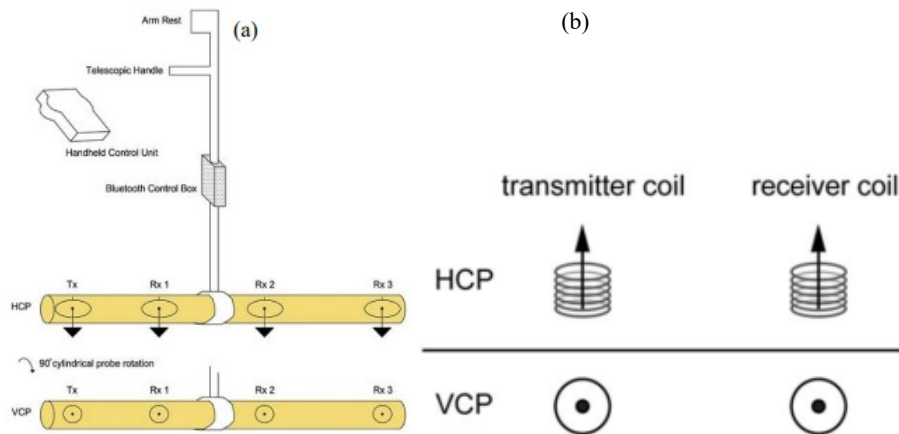 Arm Rest
(a)
Telescopic Handle
Handheld Control Unit
Bluetooth Control Box
Tx Rx 1 Rx 2 Rx 3
HCP
90° cylindrical probe rotation
Tx Rx 1 Rx 2 Rx 3
VCP
(b)
transmitter coil receiver coil
HCP
VCP